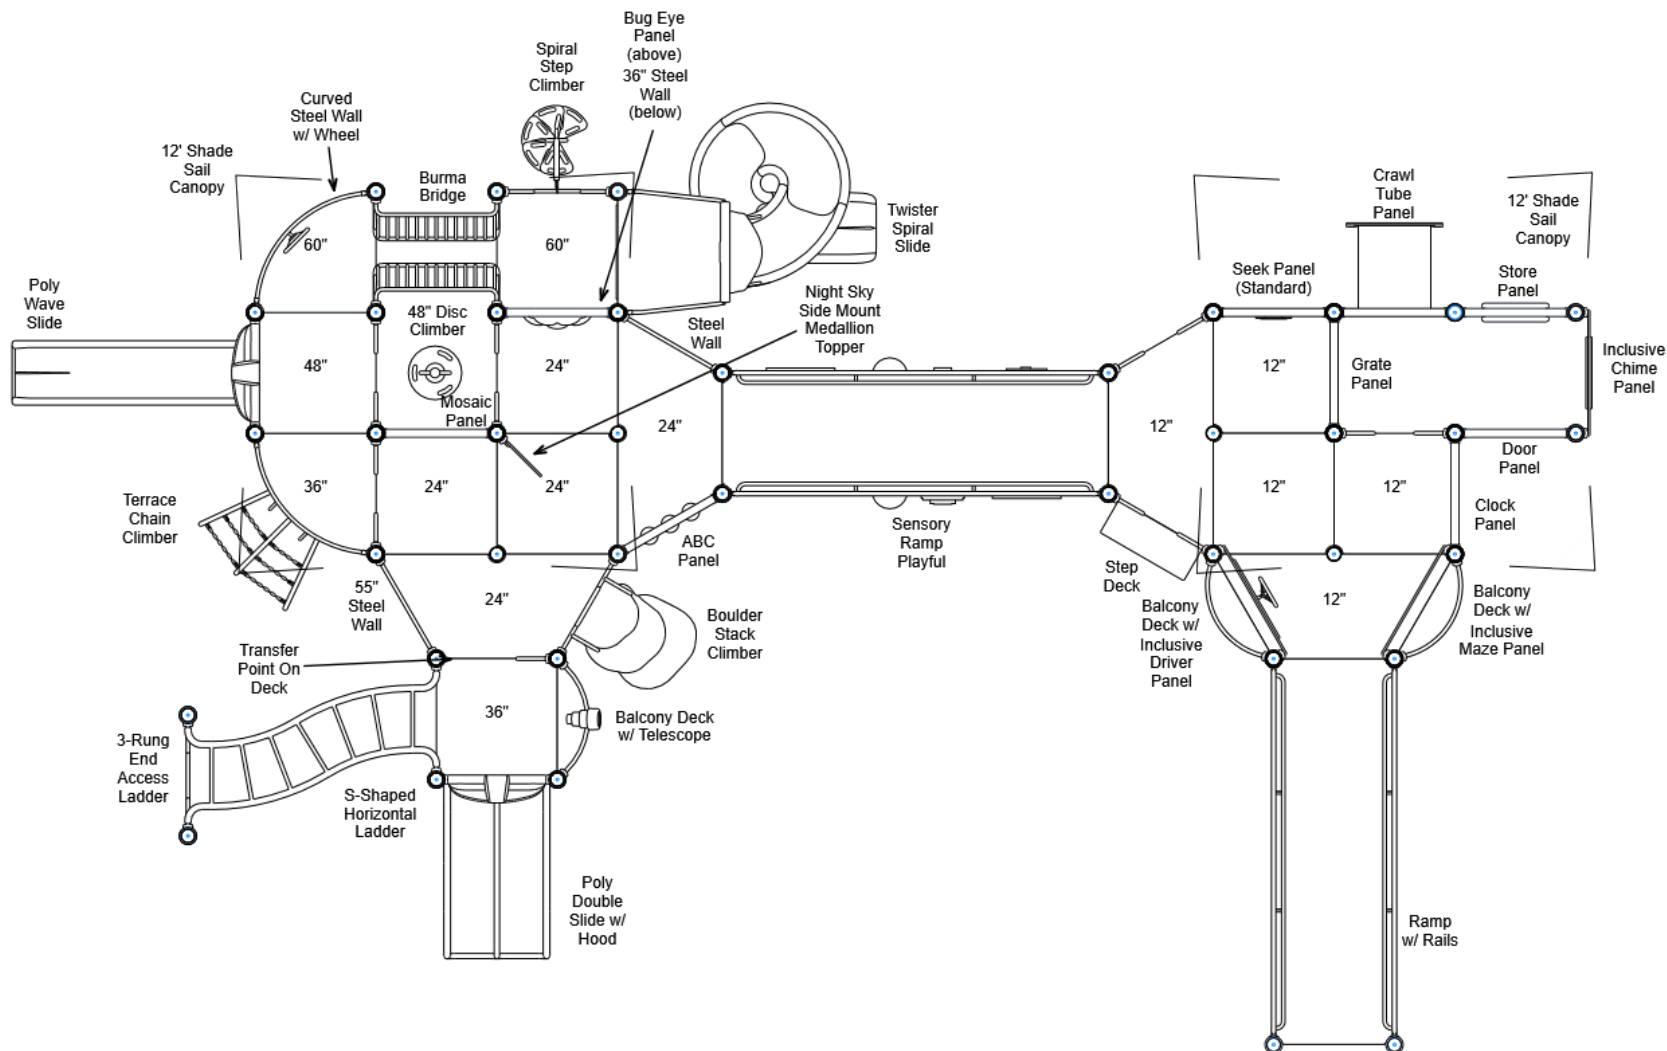 Bug Eye
Panel
(above)
36" Steel
Wall
(below)
Spiral
Step
Climber
Curved
Steel Wall
w/ Wheel
12' Shade
Sail
Canopy
Burma
Bridge
60"
60"
Twister
Spiral
Slide
Crawl
Tube
Panel
12' Shade
Sail
Canopy
Seek Panel
(Standard)
Store
Panel
Poly
Wave
Slide
48" Disc
Climber
Night Sky
Side Mount
Medallion
Topper
Steel
Wall
48"
24"
12"
Grate
Panel
Inclusive
Chime
Panel
Mosaic
Panel
24"
12"
Door
Panel
36"
24"
24"
12"
12"
Terrace
Chain
Climber
Clock
Panel
Sensory
Ramp
Playful
ABC
Panel
Step
Deck
55"
Steel
Wall
24"
12"
Boulder
Stack
Climber
Balcony
Deck w/
Inclusive
Driver
Panel
Balcony
Deck w/
Inclusive
Maze Panel
Transfer
Point On
Deck
36"
Balcony Deck
w/ Telescope
3-Rung
End
Access
Ladder
S-Shaped
Horizontal
Ladder
Poly
Double
Slide w/
Hood
Ramp
w/ Rails